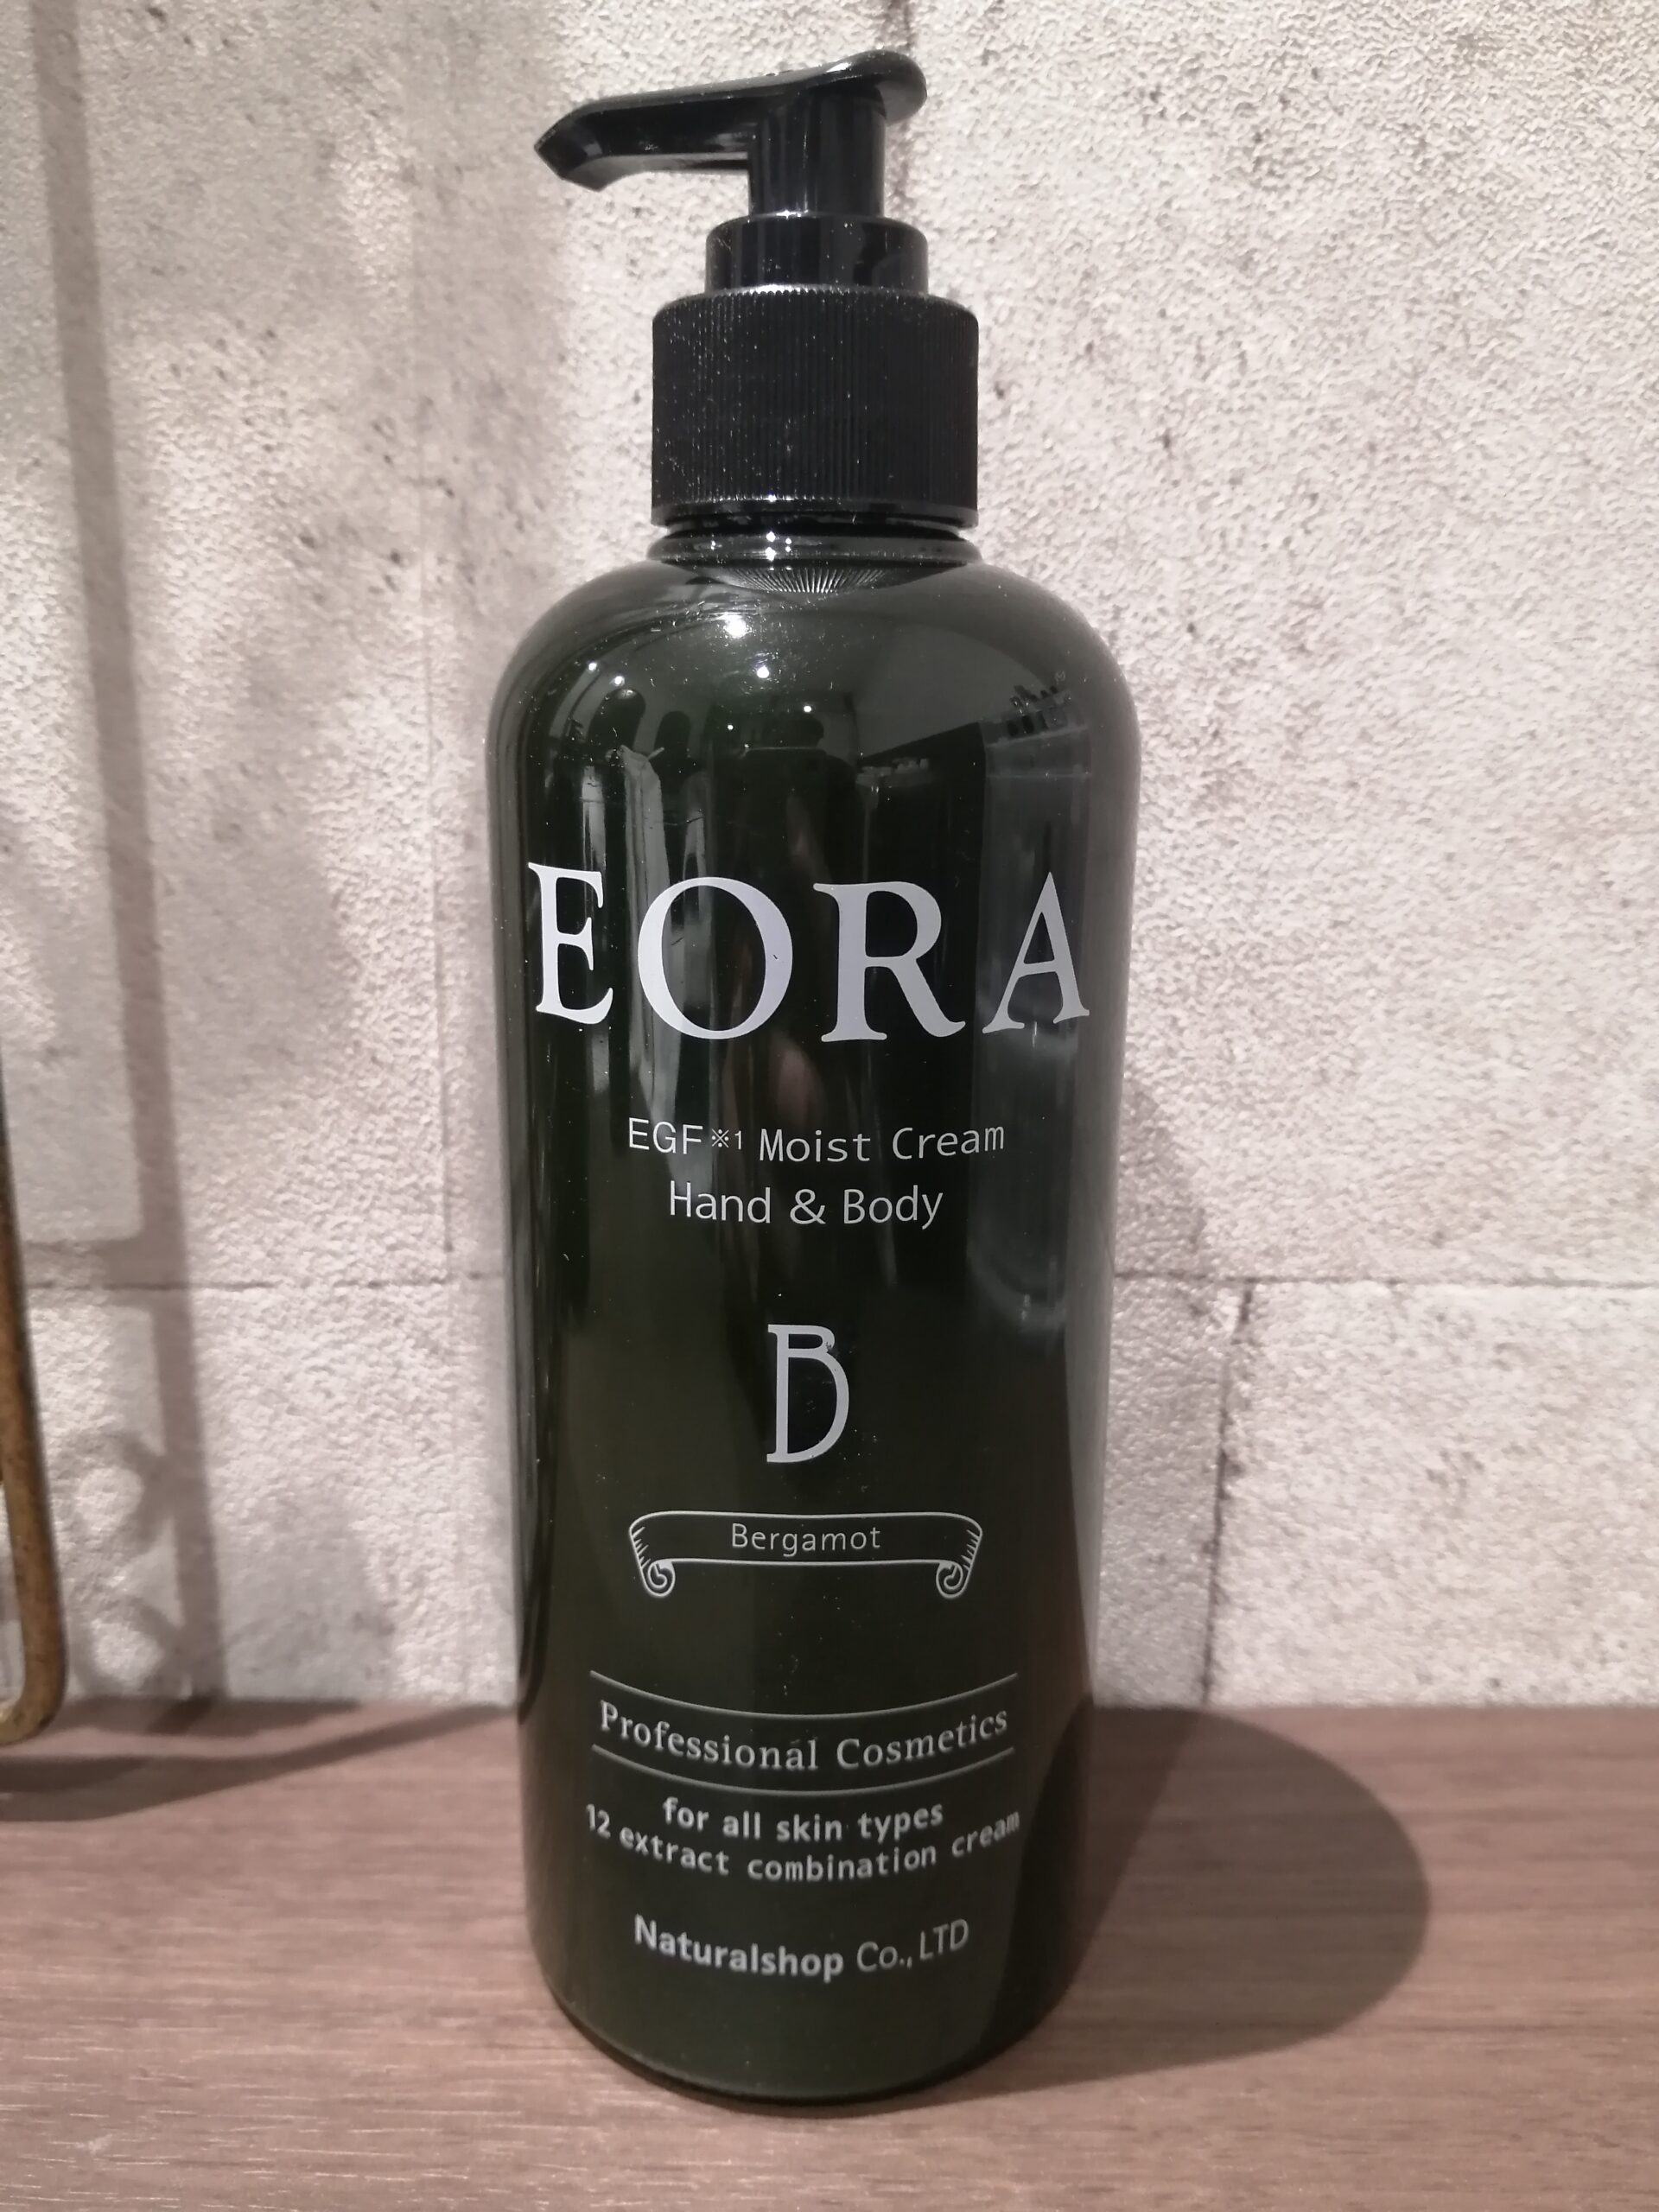 EORA
EGF※1 Moist Cream
Hand & Body
B
Bergamot
Professional Cosmetics
for all skin types
12 extract combination cream
Naturalshop Co., LTD